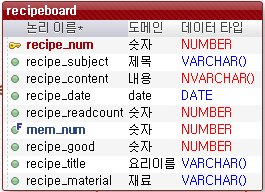 recipeboard
논리 이름* 도메인 데이터 타입
recipe_num 숫자 NUMBER
recipe_subject 제목 VARCHAR()
recipe_content 내용 NVARCHAR()
recipe_date date DATE
recipe_readcount 숫자 NUMBER
mem_num 숫자 NUMBER
recipe_good 숫자 NUMBER
recipe_title 요리이름 VARCHAR()
recipe_material 재료 VARCHAR()